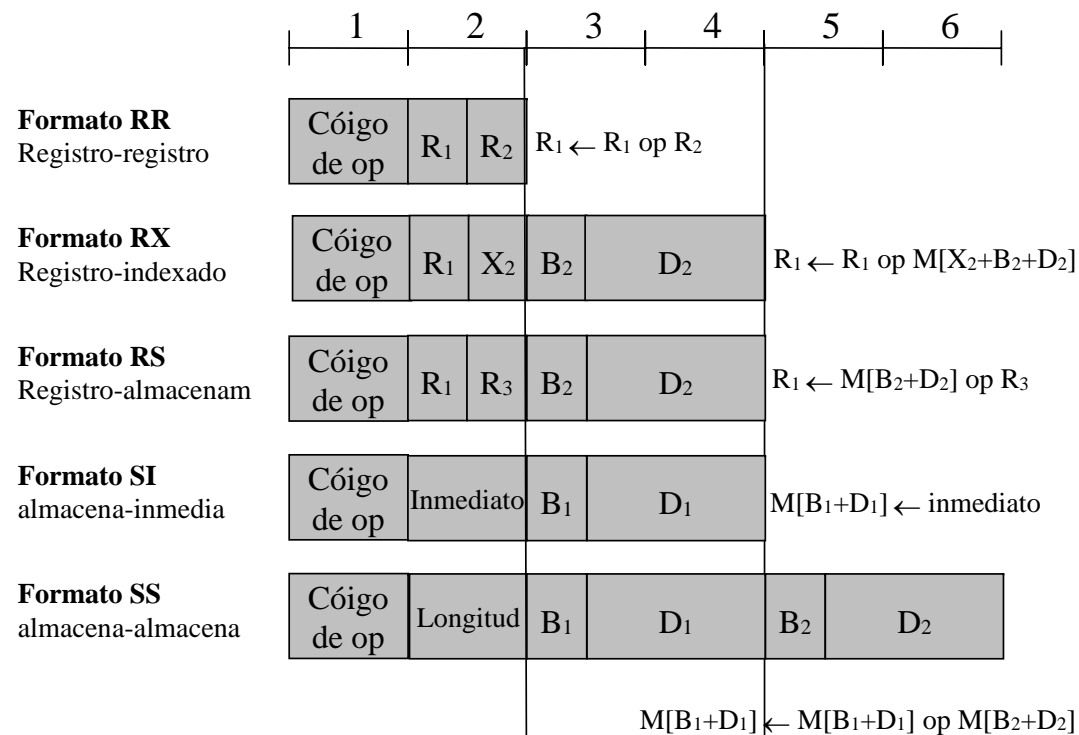 1 2 3 4 5 6
Formato RR
Registro-registro
Cóigo
de op
R₁ R₂
R₁ ← R₁ op R₂
Formato RX
Registro-indexado
Cóigo
de op
R₁ X₂ B₂ D₂
R₁ ← R₁ op M[X₂+B₂+D₂]
Formato RS
Registro-almacenam
Cóigo
de op
R₁ R₃ B₂ D₂
R₁ ← M[B₂+D₂] op R₃
Formato SI
almacena-inmedia
Cóigo
de op
Inmediato B₁ D₁
M[B₁+D₁] ← inmediato
Formato SS
almacena-almacena
Cóigo
de op
Longitud B₁ D₁ B₂ D₂
M[B₁+D₁] ← M[B₁+D₁] op M[B₂+D₂]